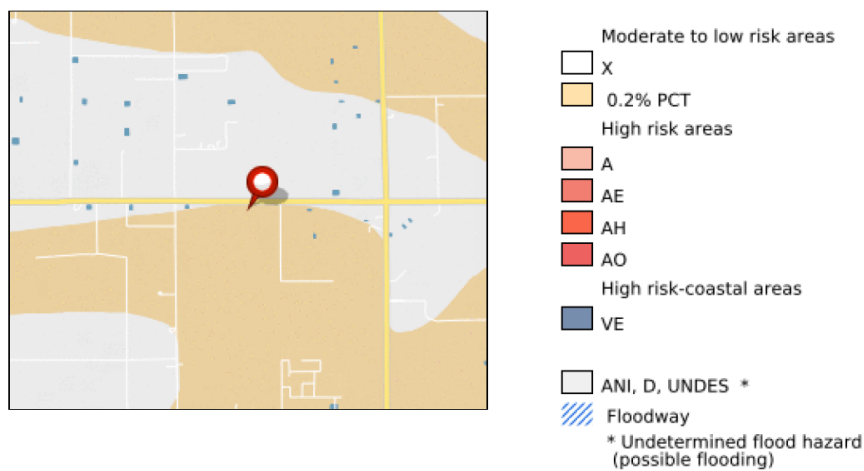 Moderate to low risk areas
X
0.2% PCT
High risk areas
A
AE
AH
AO
High risk-coastal areas
VE
ANI, D, UNDES *
Floodway
* Undetermined flood hazard
(possible flooding)